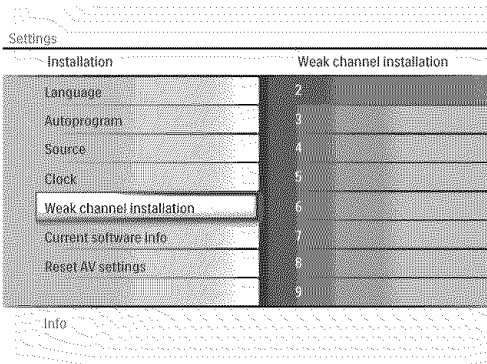 Settings
Installation
Weak channel installation
Language
2
Autoprogram
3
Source
4
Clock
5
Weak channel installation
6
Current software info
7
Reset AV settings
8
9
Info